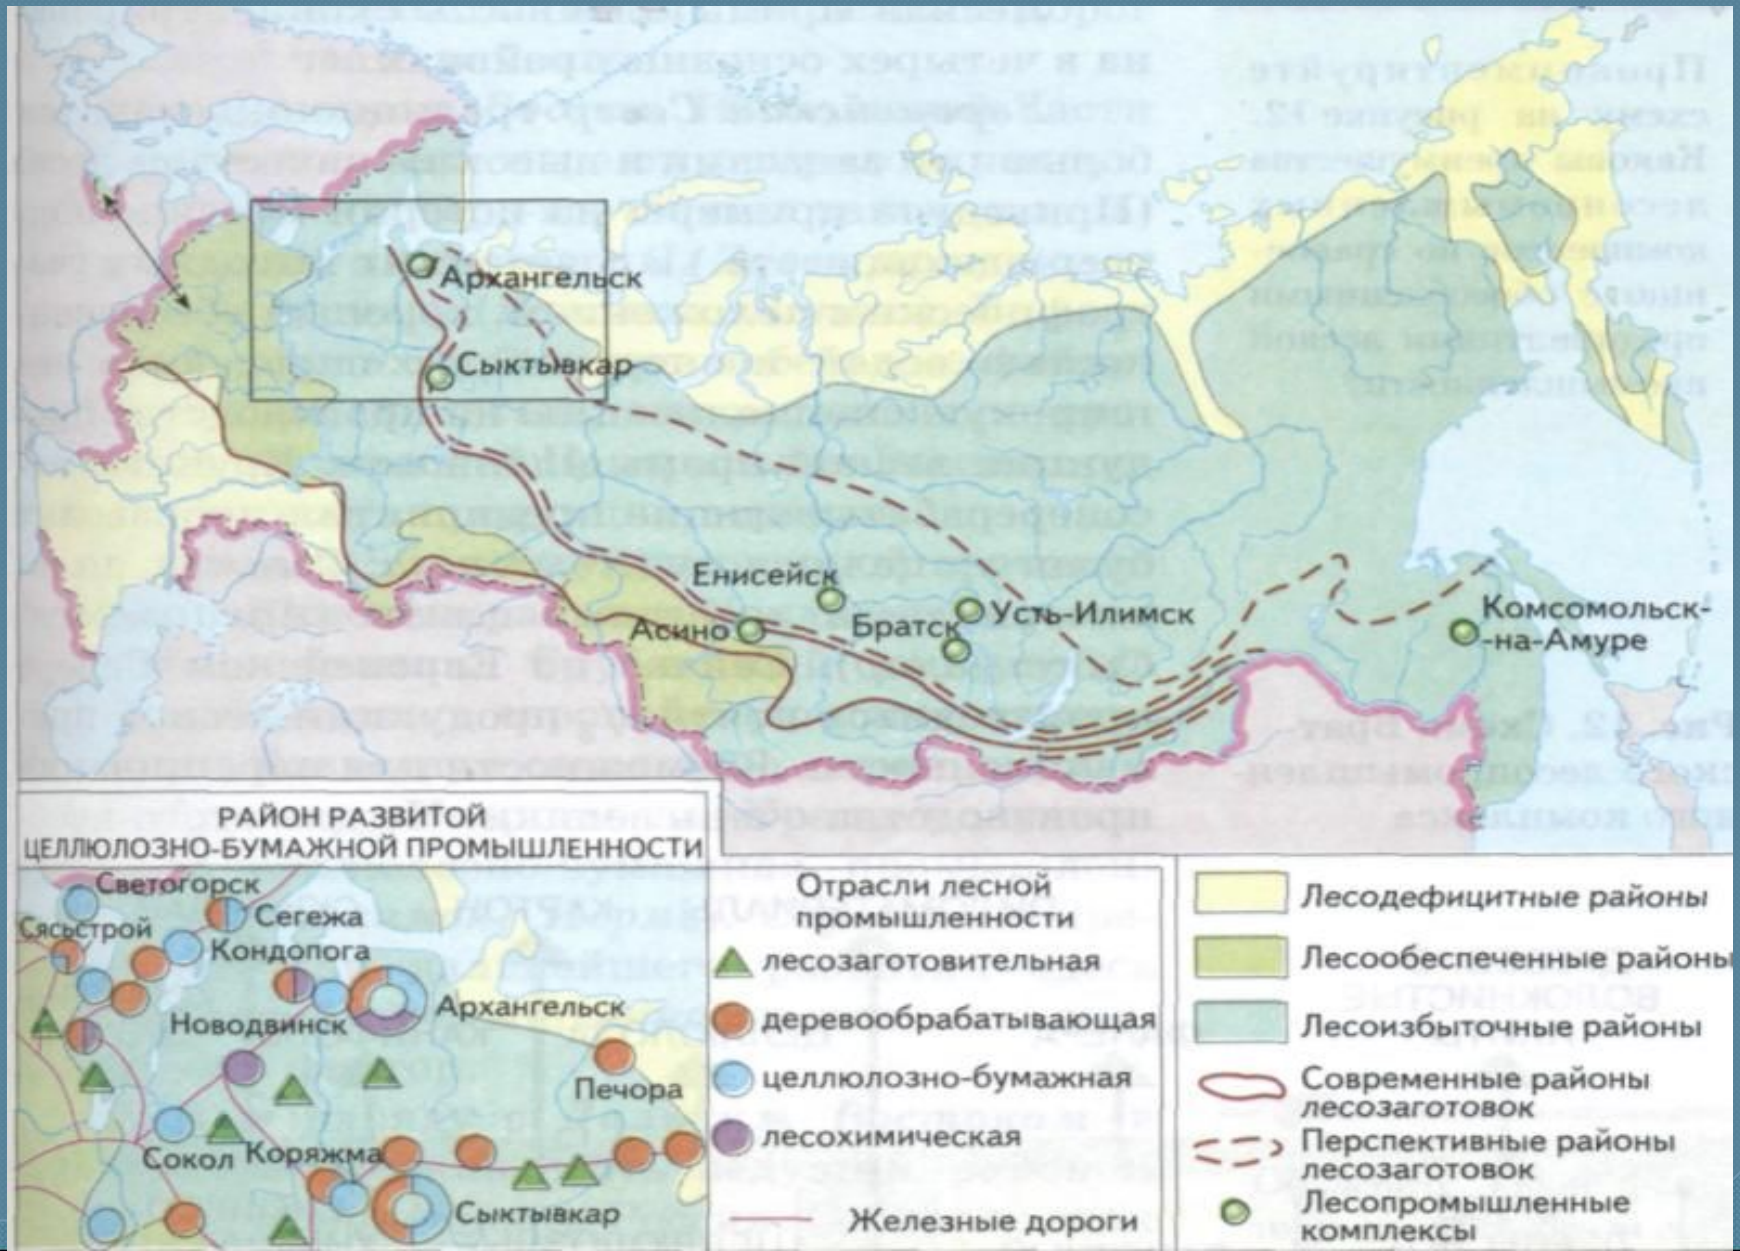 Архангельск
Сыктывкар
Енисейск
Усть-Илимск
Асино
Братск
Комсомольск-
-на-Амуре
РАЙОН РАЗВИТОЙ
ЦЕЛЛЮЛОЗНО-БУМАЖНОЙ ПРОМЫШЛЕННОСТИ
Светогорск
Сегежа
Сясьстрой
Кондопога
Архангельск
Новодвинск
Печора
Сокол
Коряжма
Сыктывкар
Отрасли лесной
промышленности
лесозаготовительная
деревообрабатывающая
целлюлозно-бумажная
лесохимическая
Железные дороги
Лесодефицитные районы
Лесообеспеченные районы
Лесоизбыточные районы
Современные районы
лесозаготовок
Перспективные районы
лесозаготовок
Лесопромышленные
комплексы